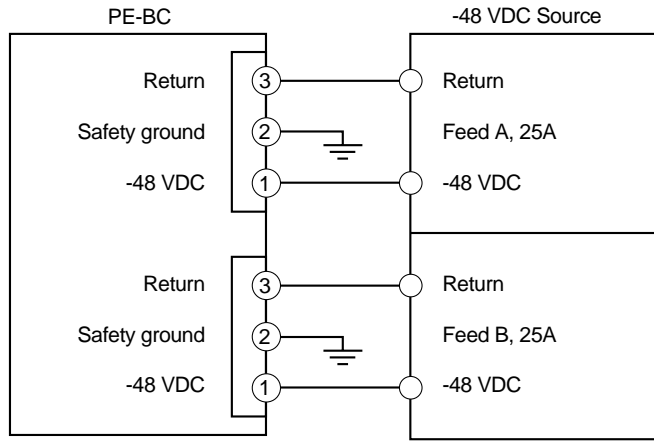 PE-BC -48 VDC Source
Return 3 Return
Safety ground 2 Feed A, 25A
-48 VDC 1 -48 VDC
Return 3 Return
Safety ground 2 Feed B, 25A
-48 VDC 1 -48 VDC